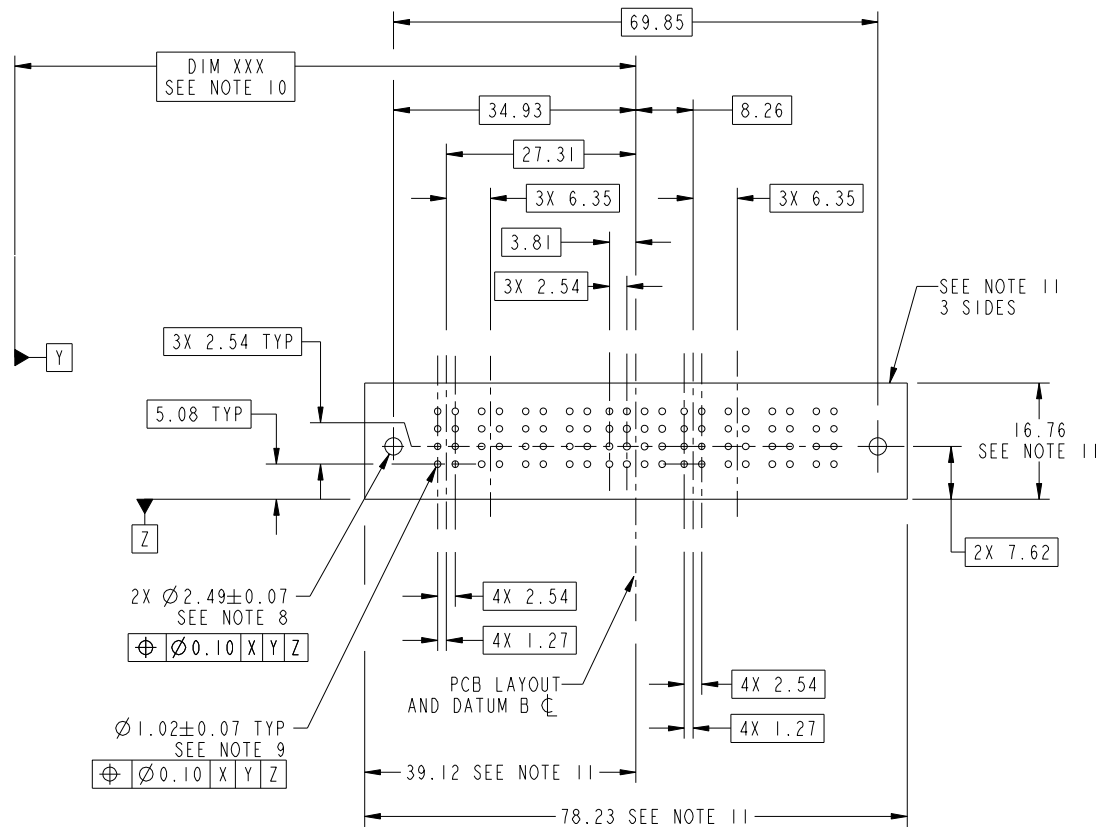 69.85
DIM XXX
SEE NOTE 10
34.93
8.26
27.31
3X 6.35
3X 6.35
3.81
3X 2.54
SEE NOTE 11
3 SIDES
3X 2.54 TYP
Y
5.08 TYP
16.76
SEE NOTE 11
Z
2X 7.62
2X Ø2.49±0.07
SEE NOTE 8
⌖ Ø0.10 X Y Z
4X 2.54
4X 1.27
PCB LAYOUT
AND DATUM B ℄
4X 2.54
Ø1.02±0.07 TYP
SEE NOTE 9
4X 1.27
⌖ Ø0.10 X Y Z
39.12 SEE NOTE 11
78.23 SEE NOTE 11